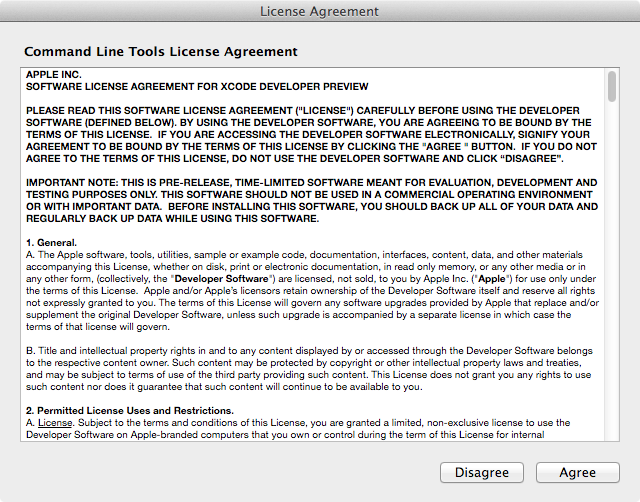 License Agreement
Command Line Tools License Agreement
APPLE INC.
SOFTWARE LICENSE AGREEMENT FOR XCODE DEVELOPER PREVIEW
PLEASE READ THIS SOFTWARE LICENSE AGREEMENT ("LICENSE") CAREFULLY BEFORE USING THE DEVELOPER
SOFTWARE (DEFINED BELOW). BY USING THE DEVELOPER SOFTWARE, YOU ARE AGREEING TO BE BOUND BY THE
TERMS OF THIS LICENSE.  IF YOU ARE ACCESSING THE DEVELOPER SOFTWARE ELECTRONICALLY, SIGNIFY YOUR
AGREEMENT TO BE BOUND BY THE TERMS OF THIS LICENSE BY CLICKING THE "AGREE " BUTTON.  IF YOU DO NOT
AGREE TO THE TERMS OF THIS LICENSE, DO NOT USE THE DEVELOPER SOFTWARE AND CLICK “DISAGREE”.
IMPORTANT NOTE: THIS IS PRE-RELEASE, TIME-LIMITED SOFTWARE MEANT FOR EVALUATION, DEVELOPMENT AND
TESTING PURPOSES ONLY. THIS SOFTWARE SHOULD NOT BE USED IN A COMMERCIAL OPERATING ENVIRONMENT
OR WITH IMPORTANT DATA.  BEFORE INSTALLING THIS SOFTWARE, YOU SHOULD BACK UP ALL OF YOUR DATA AND
REGULARLY BACK UP DATA WHILE USING THIS SOFTWARE.
1. General.
A. The Apple software, tools, utilities, sample or example code, documentation, interfaces, content, data, and other materials
accompanying this License, whether on disk, print or electronic documentation, in read only memory, or any other media or in
any other form, (collectively, the "Developer Software") are licensed, not sold, to you by Apple Inc. ("Apple") for use only under
the terms of this License.  Apple and/or Apple’s licensors retain ownership of the Developer Software itself and reserve all rights
not expressly granted to you. The terms of this License will govern any software upgrades provided by Apple that replace and/or
supplement the original Developer Software, unless such upgrade is accompanied by a separate license in which case the
terms of that license will govern.
B. Title and intellectual property rights in and to any content displayed by or accessed through the Developer Software belongs
to the respective content owner. Such content may be protected by copyright or other intellectual property laws and treaties,
and may be subject to terms of use of the third party providing such content. This License does not grant you any rights to use
such content nor does it guarantee that such content will continue to be available to you.
2. Permitted License Uses and Restrictions.
A. License. Subject to the terms and conditions of this License, you are granted a limited, non-exclusive license to use the
Developer Software on Apple-branded computers that you own or control during the term of this License for internal
Disagree
Agree